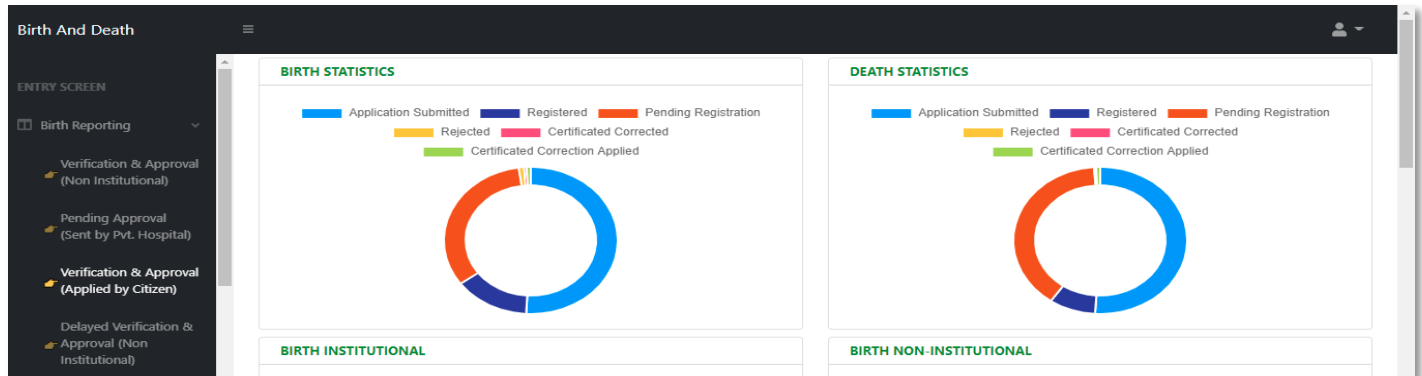 Birth And Death
ENTRY SCREEN
Birth Reporting
Verification & Approval
(Non Institutional)
Pending Approval
(Sent by Pvt. Hospital)
Verification & Approval
(Applied by Citizen)
Delayed Verification &
Approval (Non
Institutional)
BIRTH STATISTICS
Application Submitted Registered Pending Registration
Rejected Certificated Corrected
Certificated Correction Applied
DEATH STATISTICS
Application Submitted Registered Pending Registration
Rejected Certificated Corrected
Certificated Correction Applied
BIRTH INSTITUTIONAL
BIRTH NON-INSTITUTIONAL